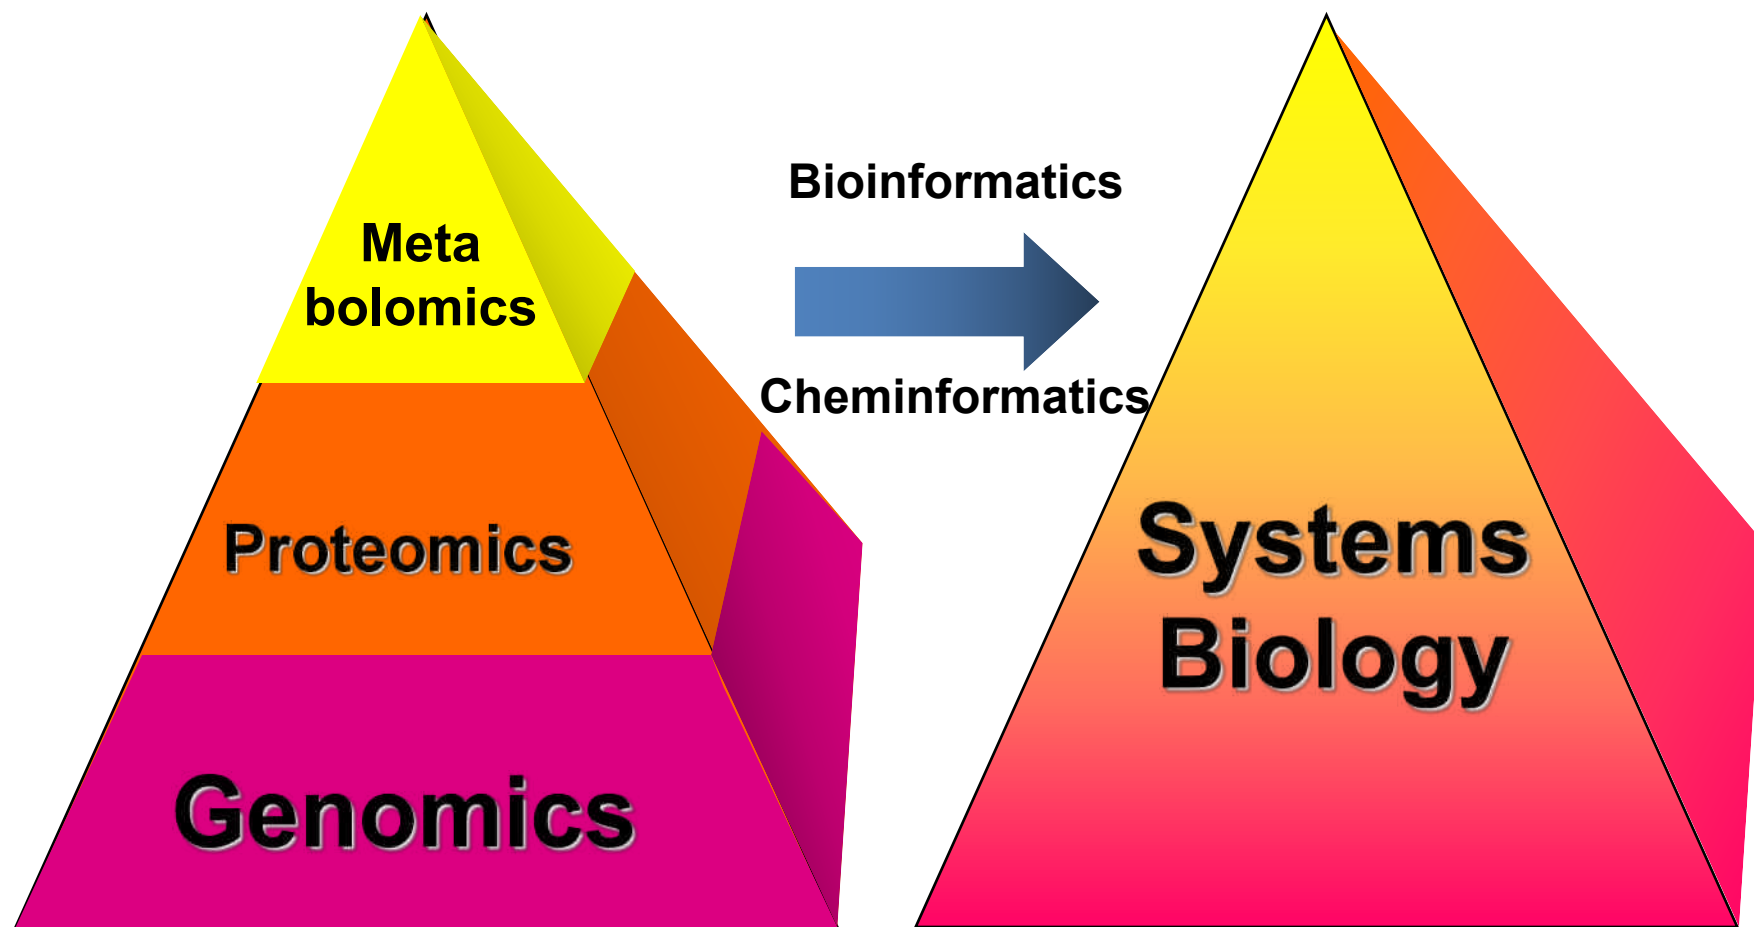 Meta
bolomics
Proteomics
Genomics
Bioinformatics
Cheminformatics
Systems
Biology